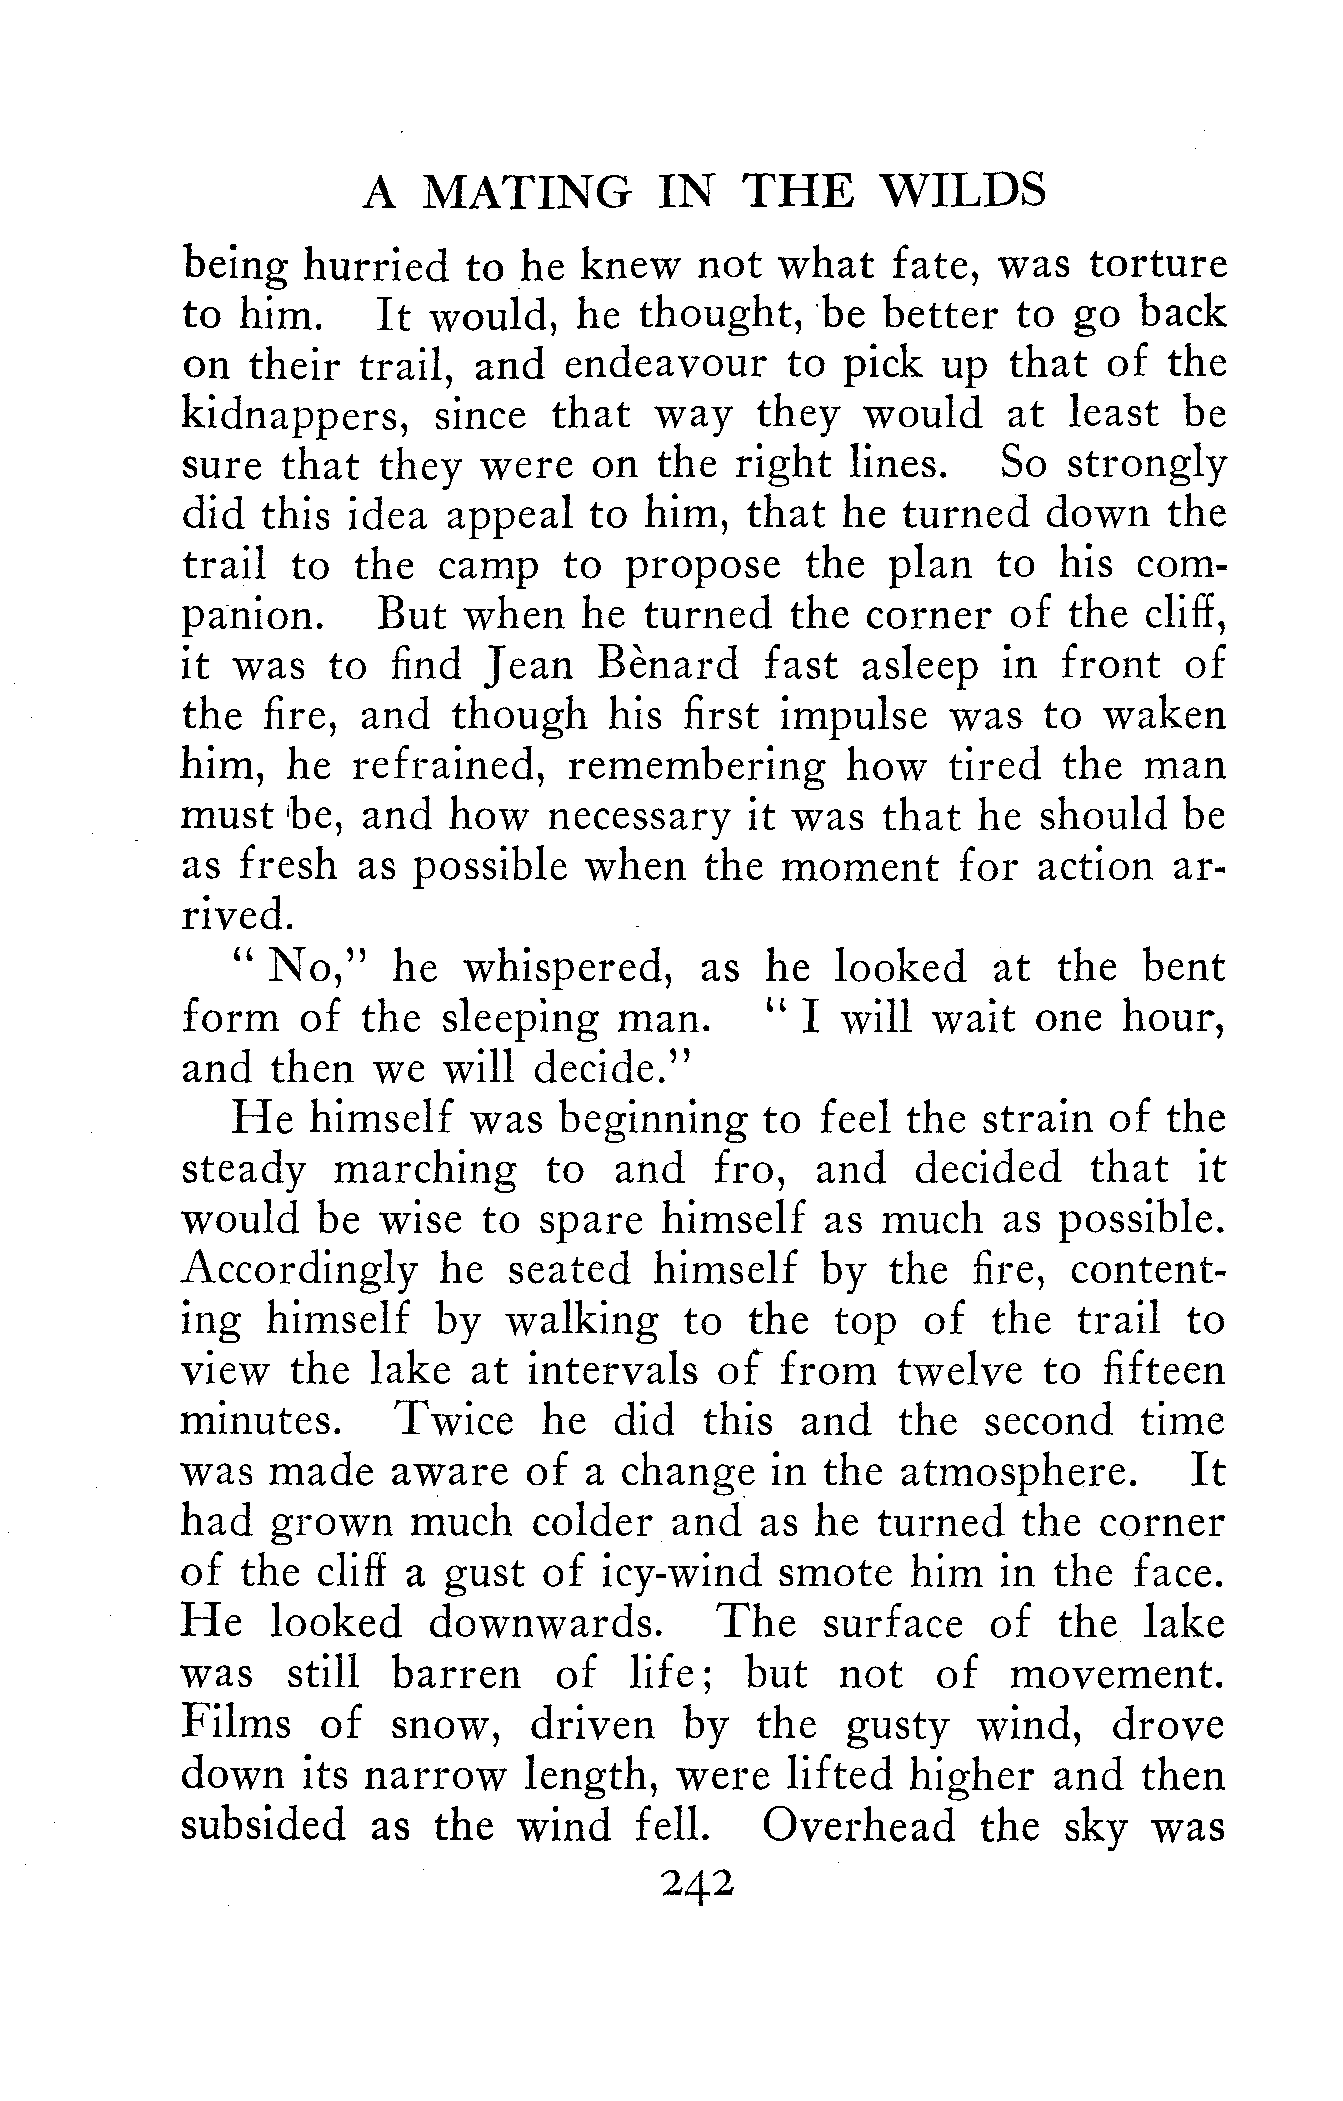 A MATING IN THE WILDS
being hurried to he knew not what fate, was torture
to him. It would, he thought, be better to go back
on their trail, and endeavour to pick up that of the
kidnappers, since that way they would at least be
sure that they were on the right lines. So strongly
did this idea appeal to him, that he turned down the
trail to the camp to propose the plan to his com-
panion. But when he turned the corner of the cliff,
it was to find Jean Bènard fast asleep in front of
the fire, and though his first impulse was to waken
him, he refrained, remembering how tired the man
must be, and how necessary it was that he should be
as fresh as possible when the moment for action ar-
rived.
" No," he whispered, as he looked at the bent
form of the sleeping man. " I will wait one hour,
and then we will decide."
He himself was beginning to feel the strain of the
steady marching to and fro, and decided that it
would be wise to spare himself as much as possible.
Accordingly he seated himself by the fire, content-
ing himself by walking to the top of the trail to
view the lake at intervals of from twelve to fifteen
minutes. Twice he did this and the second time
was made aware of a change in the atmosphere. It
had grown much colder and as he turned the corner
of the cliff a gust of icy-wind smote him in the face.
He looked downwards. The surface of the lake
was still barren of life; but not of movement.
Films of snow, driven by the gusty wind, drove
down its narrow length, were lifted higher and then
subsided as the wind fell. Overhead the sky was
242